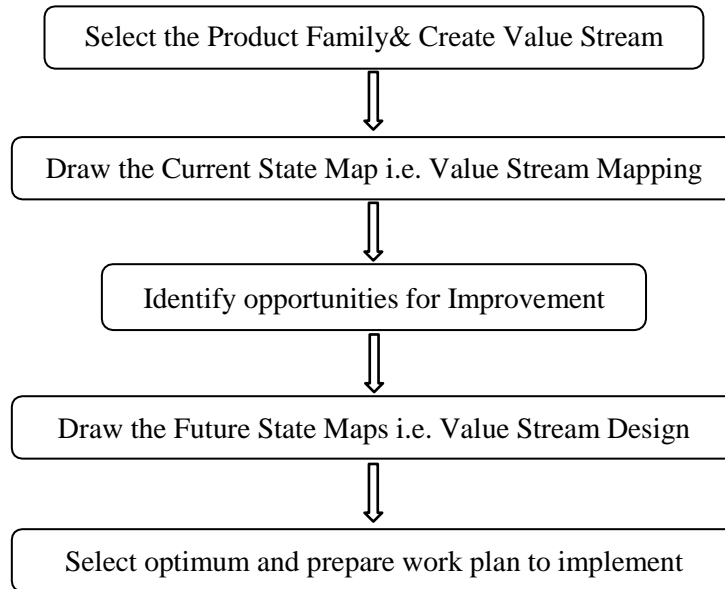 Select the Product Family& Create Value Stream
Draw the Current State Map i.e. Value Stream Mapping
Identify opportunities for Improvement
Draw the Future State Maps i.e. Value Stream Design
Select optimum and prepare work plan to implement